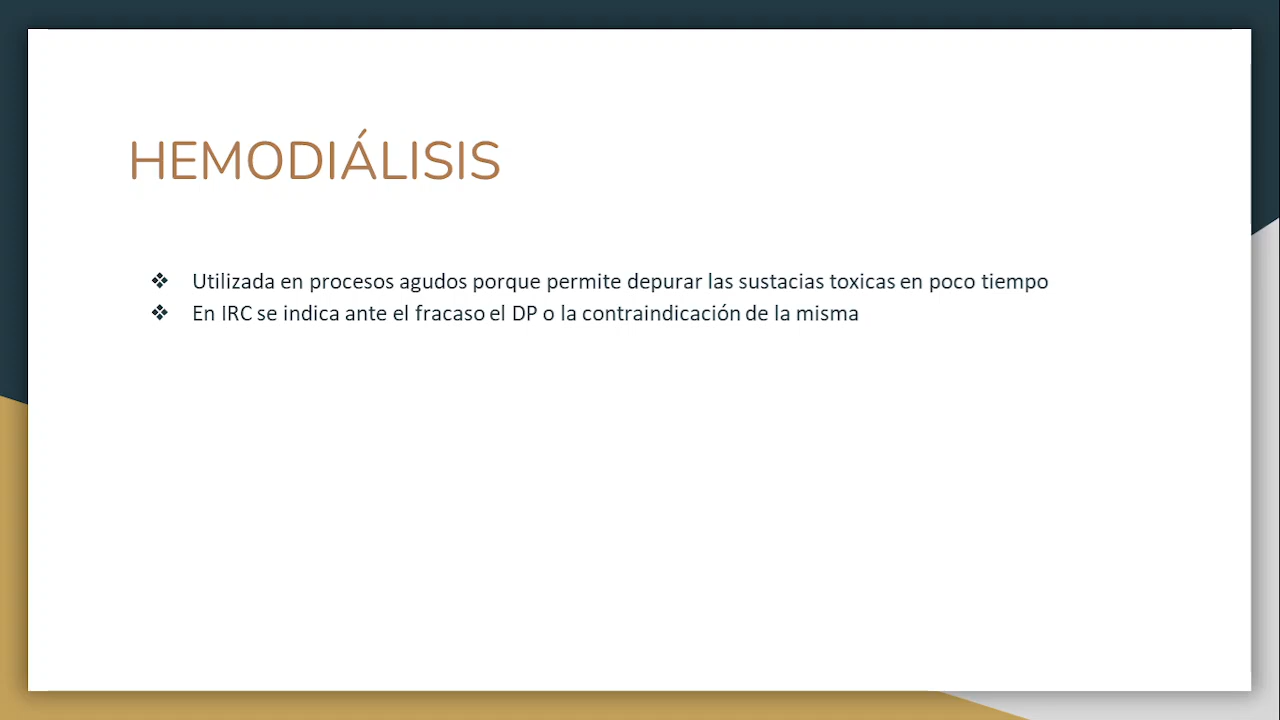 HEMODIÁLISIS
❖ Utilizada en procesos agudos porque permite depurar las sustacias toxicas en poco tiempo
❖ En IRC se indica ante el fracaso el DP o la contraindicación de la misma